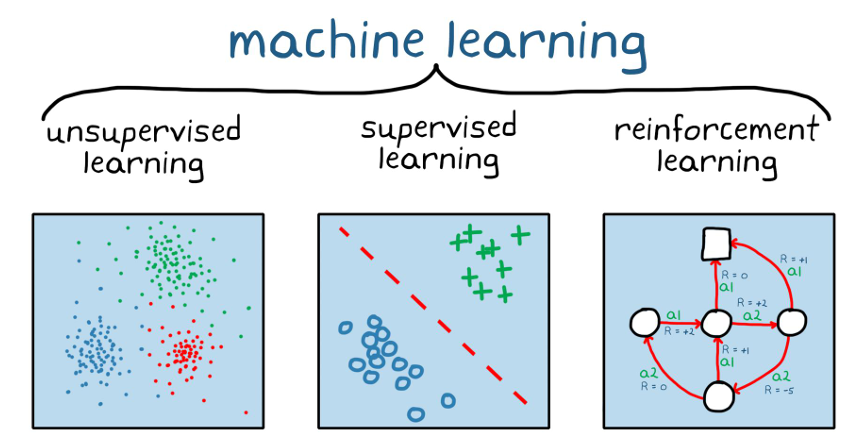 machine learning
unsupervised
learning
supervised
learning
reinforcement
learning
R = +1
a1
R = 0
a1
R = +2
a2
a1
R = +2
R = +1
a1
a2
R = 0
a2
R = -5